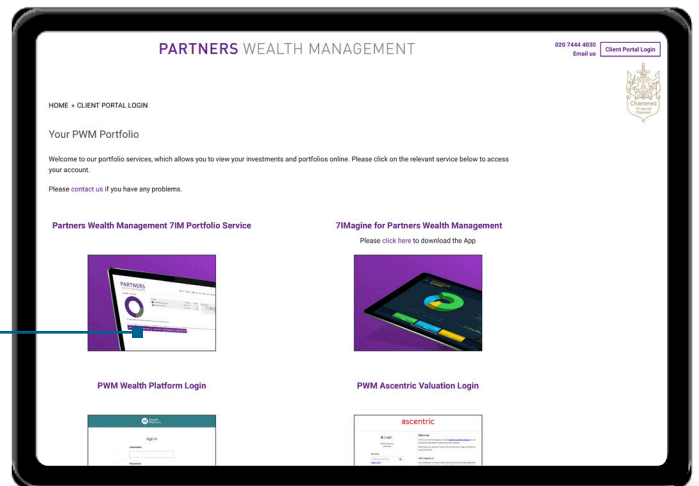 PARTNERS WEALTH MANAGEMENT
020 7444 4030
Email us
Client Portal Login
Chartered
Financial
Planners
HOME » CLIENT PORTAL LOGIN
Your PWM Portfolio
Welcome to our portfolio services, which allows you to view your investments and portfolios online. Please click on the relevant service below to access
your account.
Please contact us if you have any problems.
Partners Wealth Management 7IM Portfolio Service
PARTNERS
7IMagine for Partners Wealth Management
Please click here to download the App
PWM Wealth Platform Login
Sign in
Username
Password
PWM Ascentric Valuation Login
ascentric
Login
Welcome